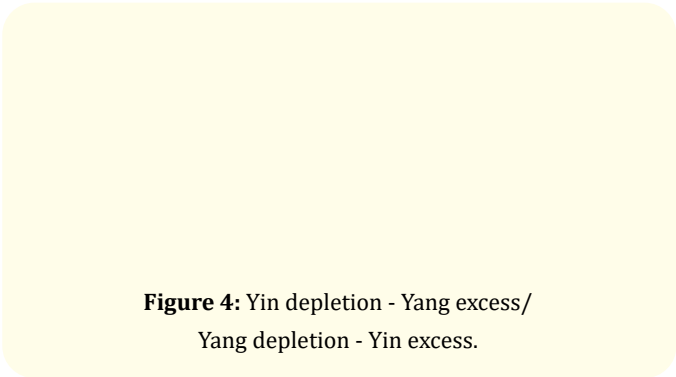 Figure 4: Yin depletion - Yang excess/
Yang depletion - Yin excess.